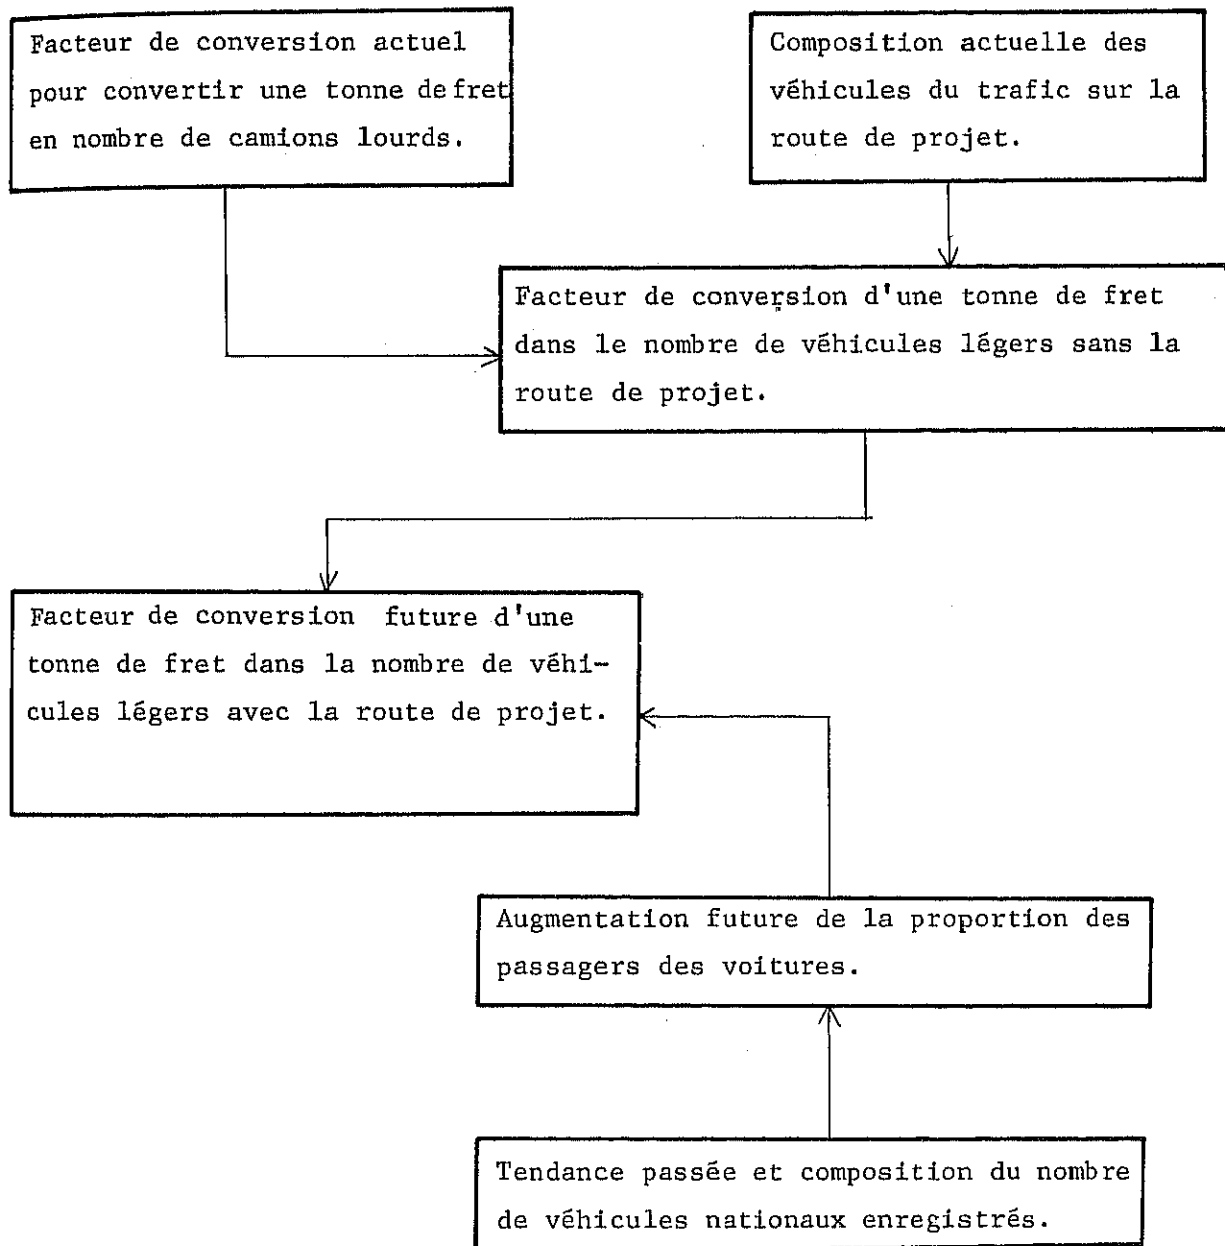 Facteur de conversion actuel
pour convertir une tonne de fret
en nombre de camions lourds.
Composition actuelle des
véhicules du trafic sur la
route de projet.
Facteur de conversion d'une tonne de fret
dans le nombre de véhicules légers sans la
route de projet.
Facteur de conversion future d'une
tonne de fret dans la nombre de véhi-
cules légers avec la route de projet.
Augmentation future de la proportion des
passagers des voitures.
Tendance passée et composition du nombre
de véhicules nationaux enregistrés.